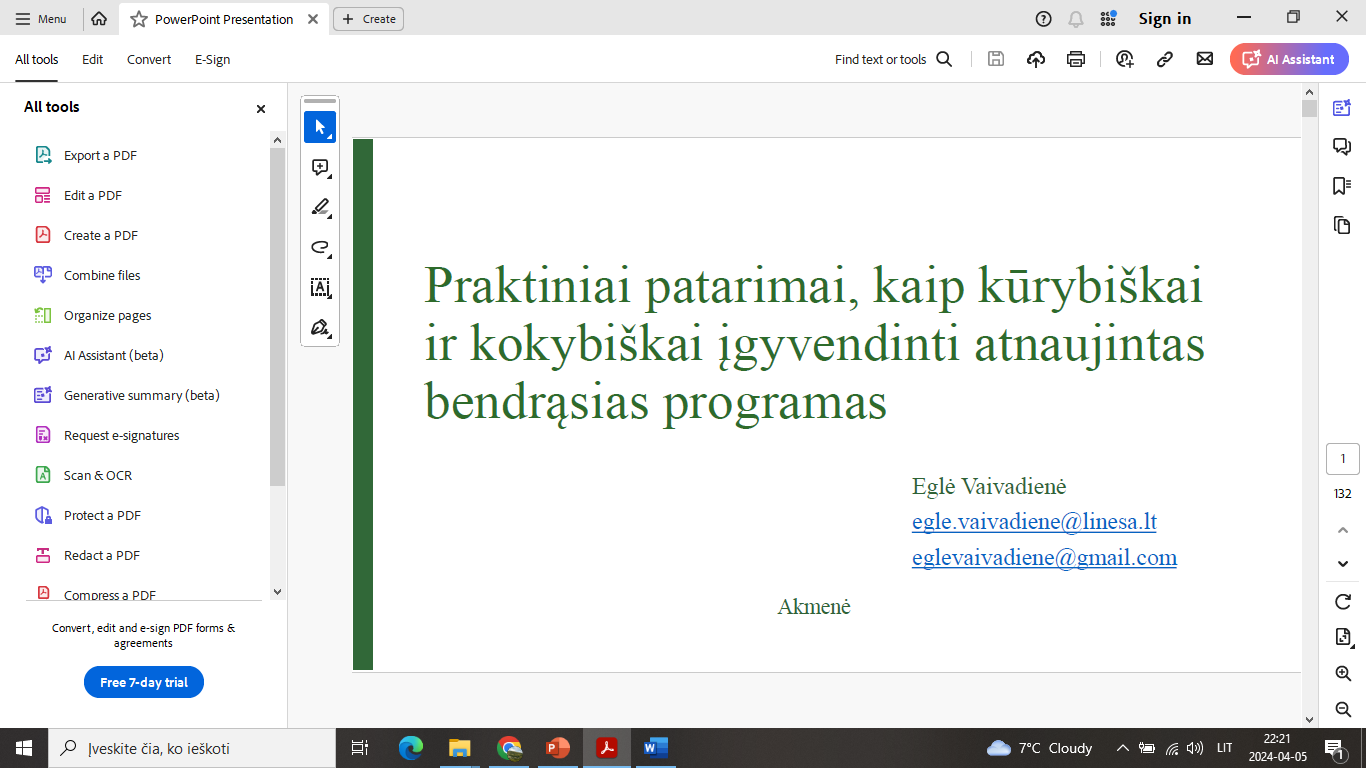 Menu
PowerPoint Presentation
Create
Sign in
All tools
Edit
Convert
E-Sign
Find text or tools
AI Assistant
All tools
Export a PDF
Edit a PDF
Create a PDF
Combine files
Organize pages
AI Assistant (beta)
Generative summary (beta)
Request e-signatures
Scan & OCR
Protect a PDF
Redact a PDF
Compress a PDF
Convert, edit and e-sign PDF forms &
agreements
Free 7-day trial
Praktiniai patarimai, kaip kūrybiškai
ir kokybiškai įgyvendinti atnaujintas
bendrąsias programas
Eglė Vaivadienė
egle.vaivadiene@linesa.lt
eglevaivadiene@gmail.com
Akmenė
1
132
Įveskite čia, ko ieškoti
7°C Cloudy
LIT
22:21
2024-04-05
1